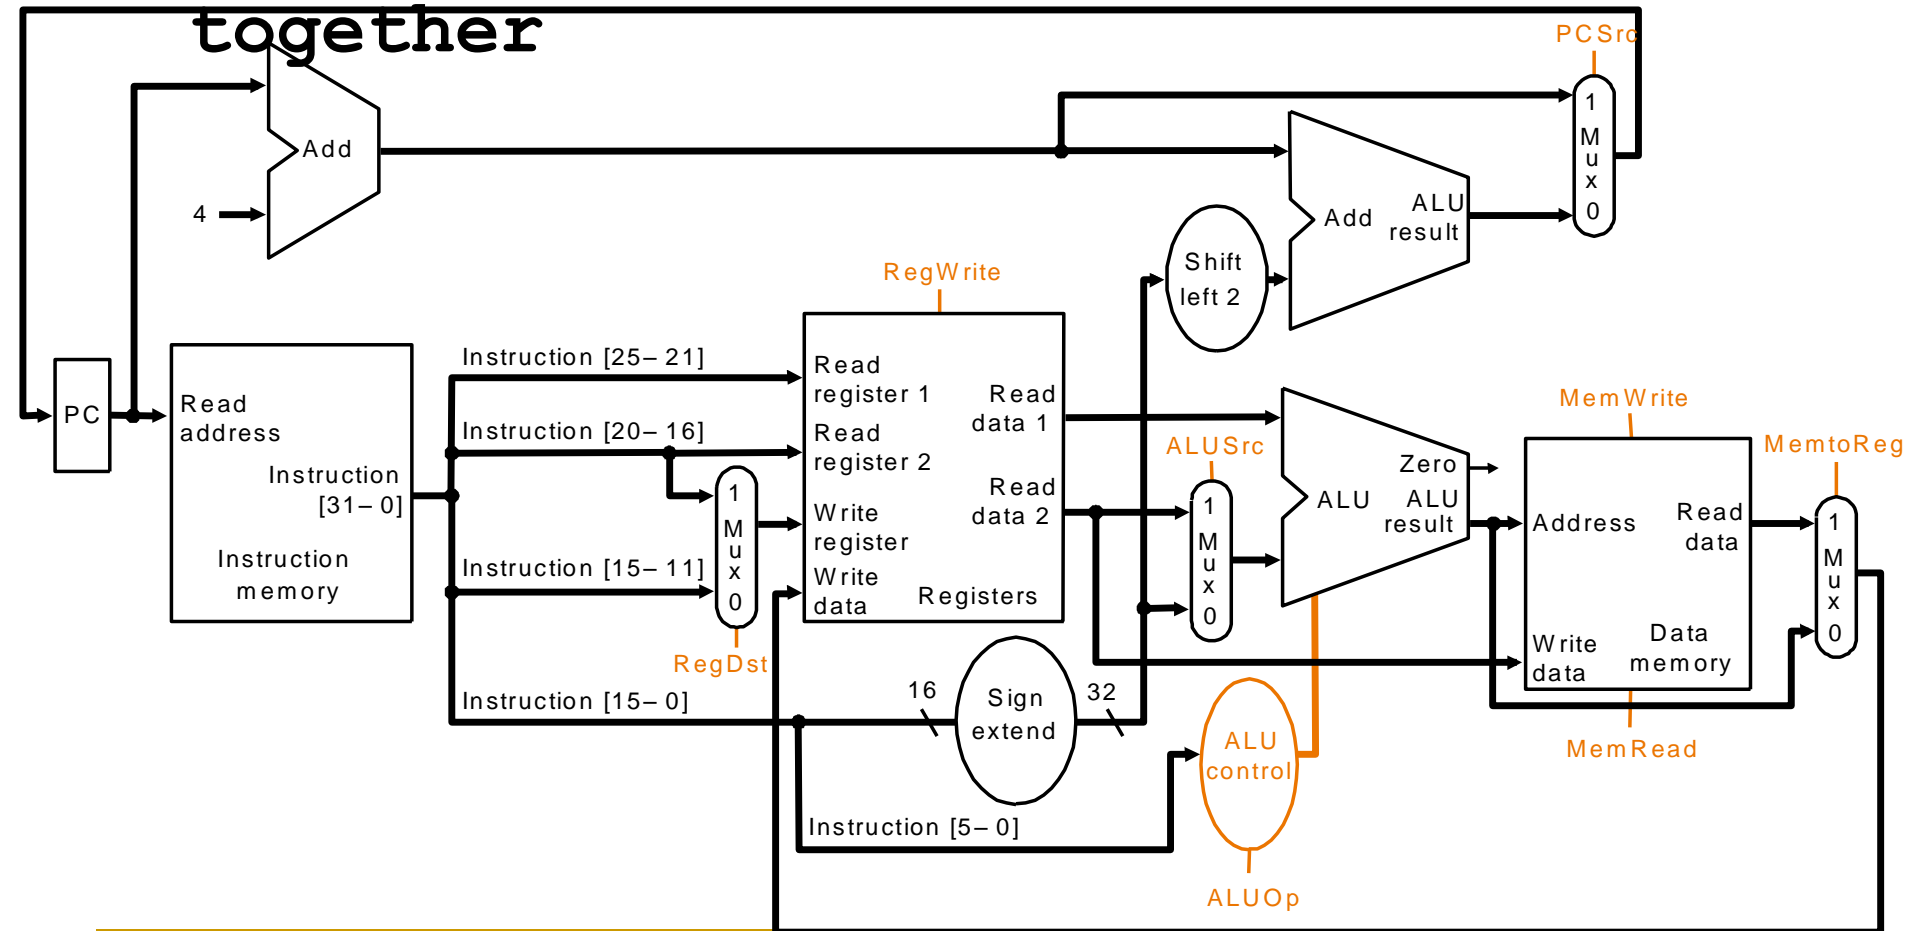 together
PCSrc
1
Mux
0
Add
4
Add
ALU
result
Shift
left 2
RegWrite
PC
Read
address
Instruction
[31–0]
Instruction
memory
Instruction [25–21]
Instruction [20–16]
Instruction [15–11]
Instruction [15–0]
1
Mux
0
RegDst
Read
register 1
Read
register 2
Write
register
Write
data
Read
data 1
Read
data 2
Registers
ALUSrc
1
Mux
0
Zero
ALU
ALU
result
MemWrite
Address
Read
data
Write
data
Data
memory
MemRead
MemtoReg
1
Mux
0
16
Sign
extend
32
ALU
control
Instruction [5–0]
ALUOp